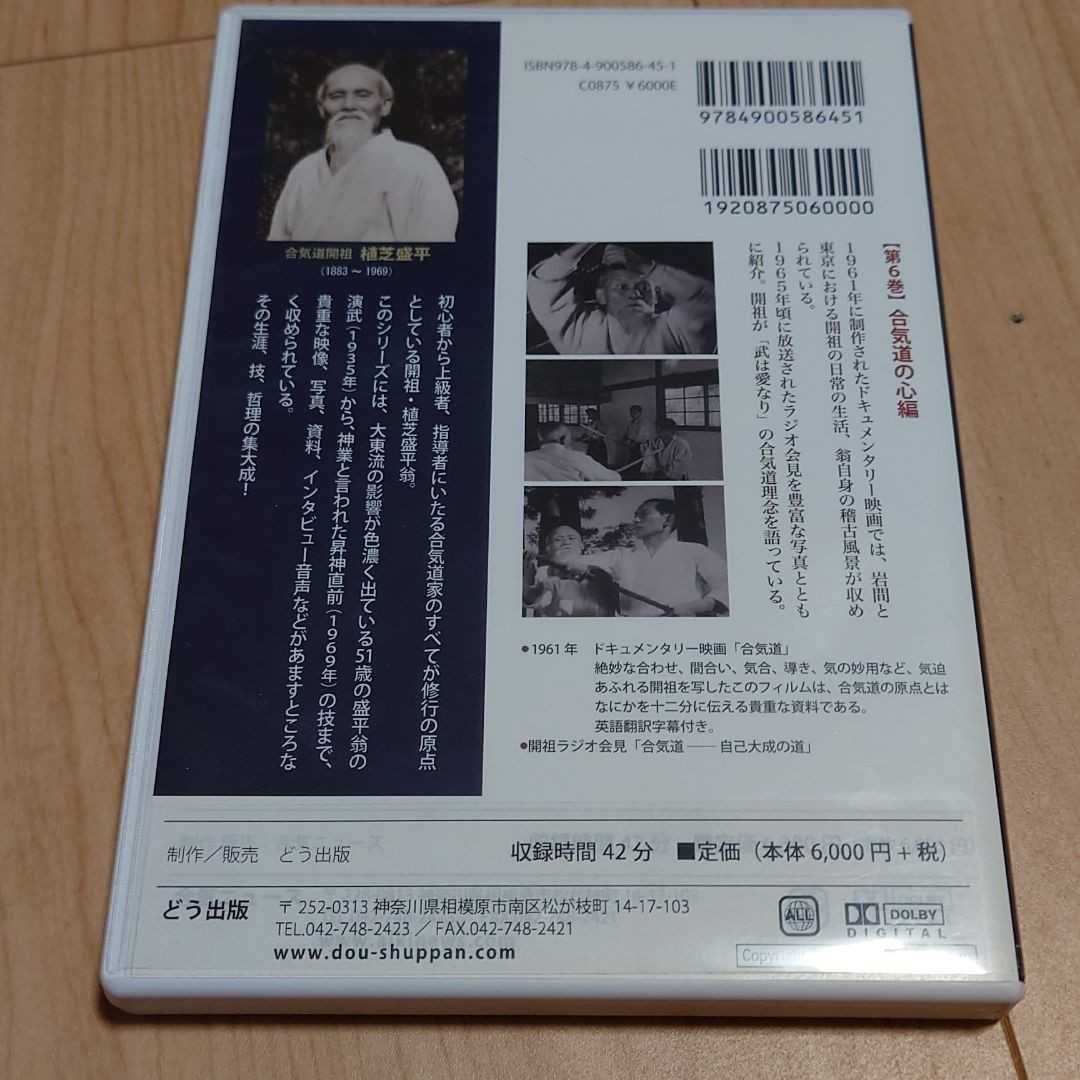 ISBN978-4-900586-45-1
C0875 ¥6000E
9784900586451
1920875060000
合気道開祖 植芝盛平
(1883 ～ 1969)
初心者から上級者、指導者にいたる合気道家のすべてが修行の原点
としている開祖・植芝盛平翁。
このシリーズには、大東流の影響が色濃く出ている51歳の盛平翁の
演武(1935年)から、神業と言われた昇神直前(1969年)の技まで、
貴重な映像、写真、資料、インタビュー音声などがあますところな
く収められている。
その生涯、技、哲理の集大成！
【第6巻】合気道の心編
1961年に制作されたドキュメンタリー映画では、岩間と
東京における開祖の日常の生活、翁自身の稽古風景が収め
られている。
1965年頃に放送されたラジオ会見を豊富な写真ととも
に紹介。開祖が「武は愛なり」の合気道理念を語っている。
●1961年 ドキュメンタリー映画「合気道」
絶妙な合わせ、間合い、気合、導き、気の妙用など、気迫
あふれる開祖を写したこのフィルムは、合気道の原点とは
なにかを十二分に伝える貴重な資料である。
英語翻訳字幕付き。
●開祖ラジオ会見「合気道 ── 自己大成の道」
制作／販売 どう出版
収録時間 42 分 ■定価（本体 6,000 円＋税）
どう出版
〒 252-0313 神奈川県相模原市南区松が枝町 14-17-103
TEL.042-748-2423 ／ FAX.042-748-2421
www.dou-shuppan.com
ALL
DOLBY
DIGITAL
Copyright